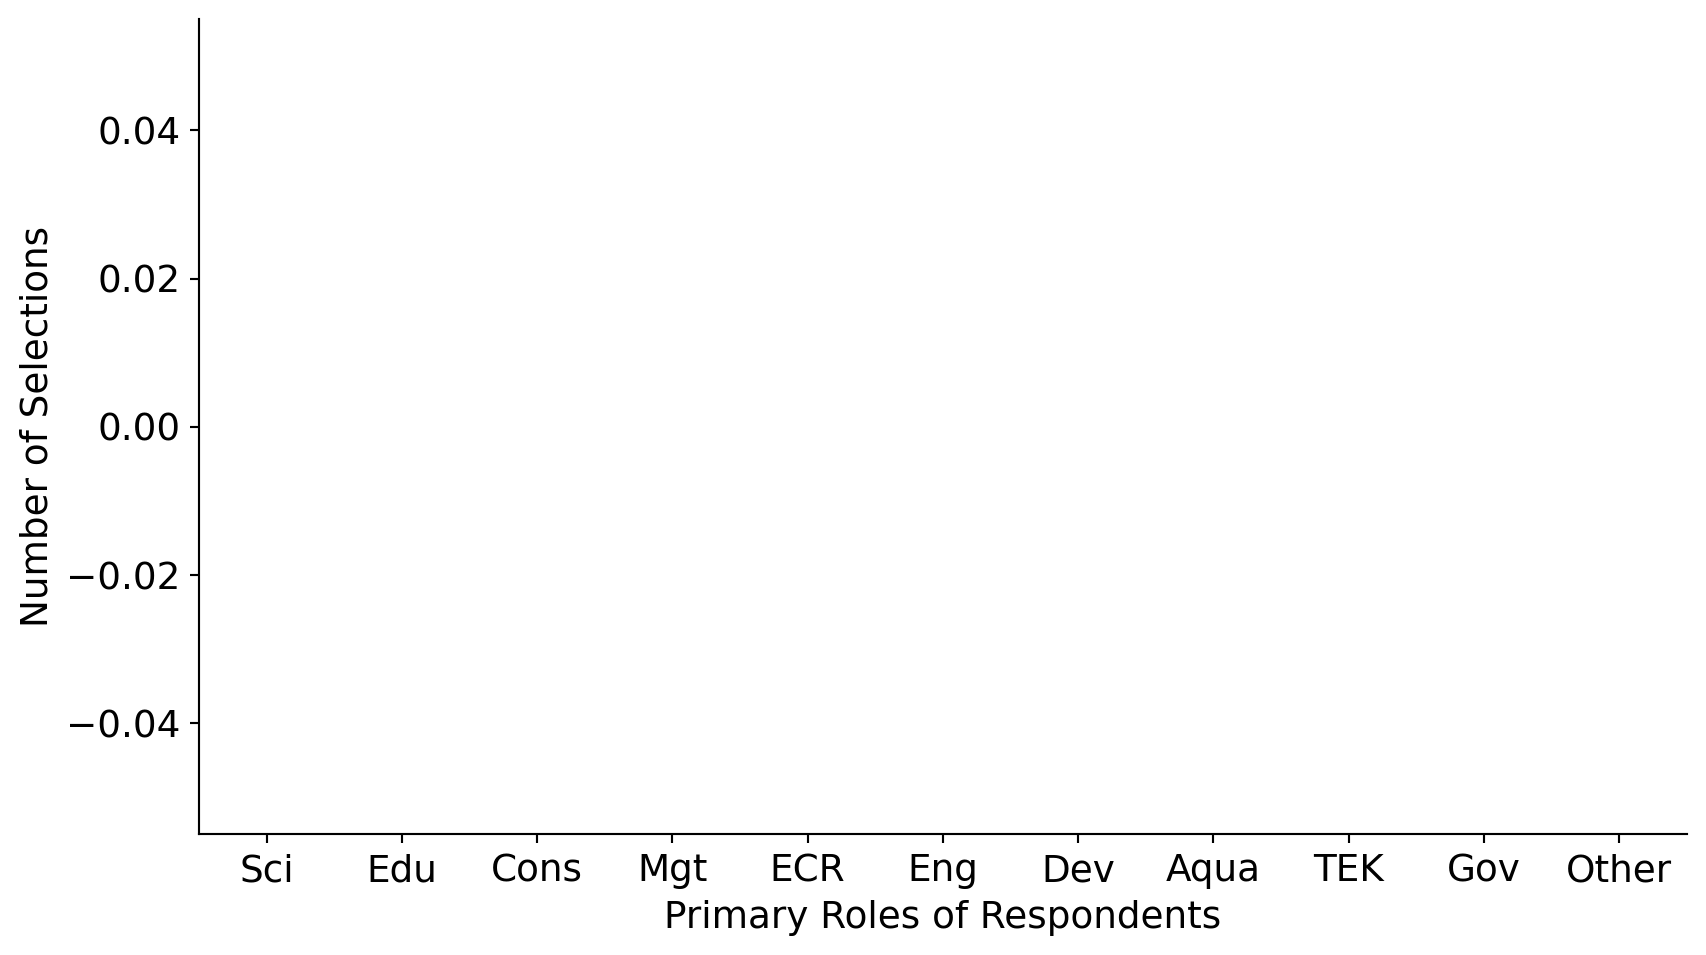 Number of Selections
0.04
0.02
0.00
−0.02
−0.04
Sci Edu Cons Mgt ECR Eng Dev Aqua TEK Gov Other
Primary Roles of Respondents